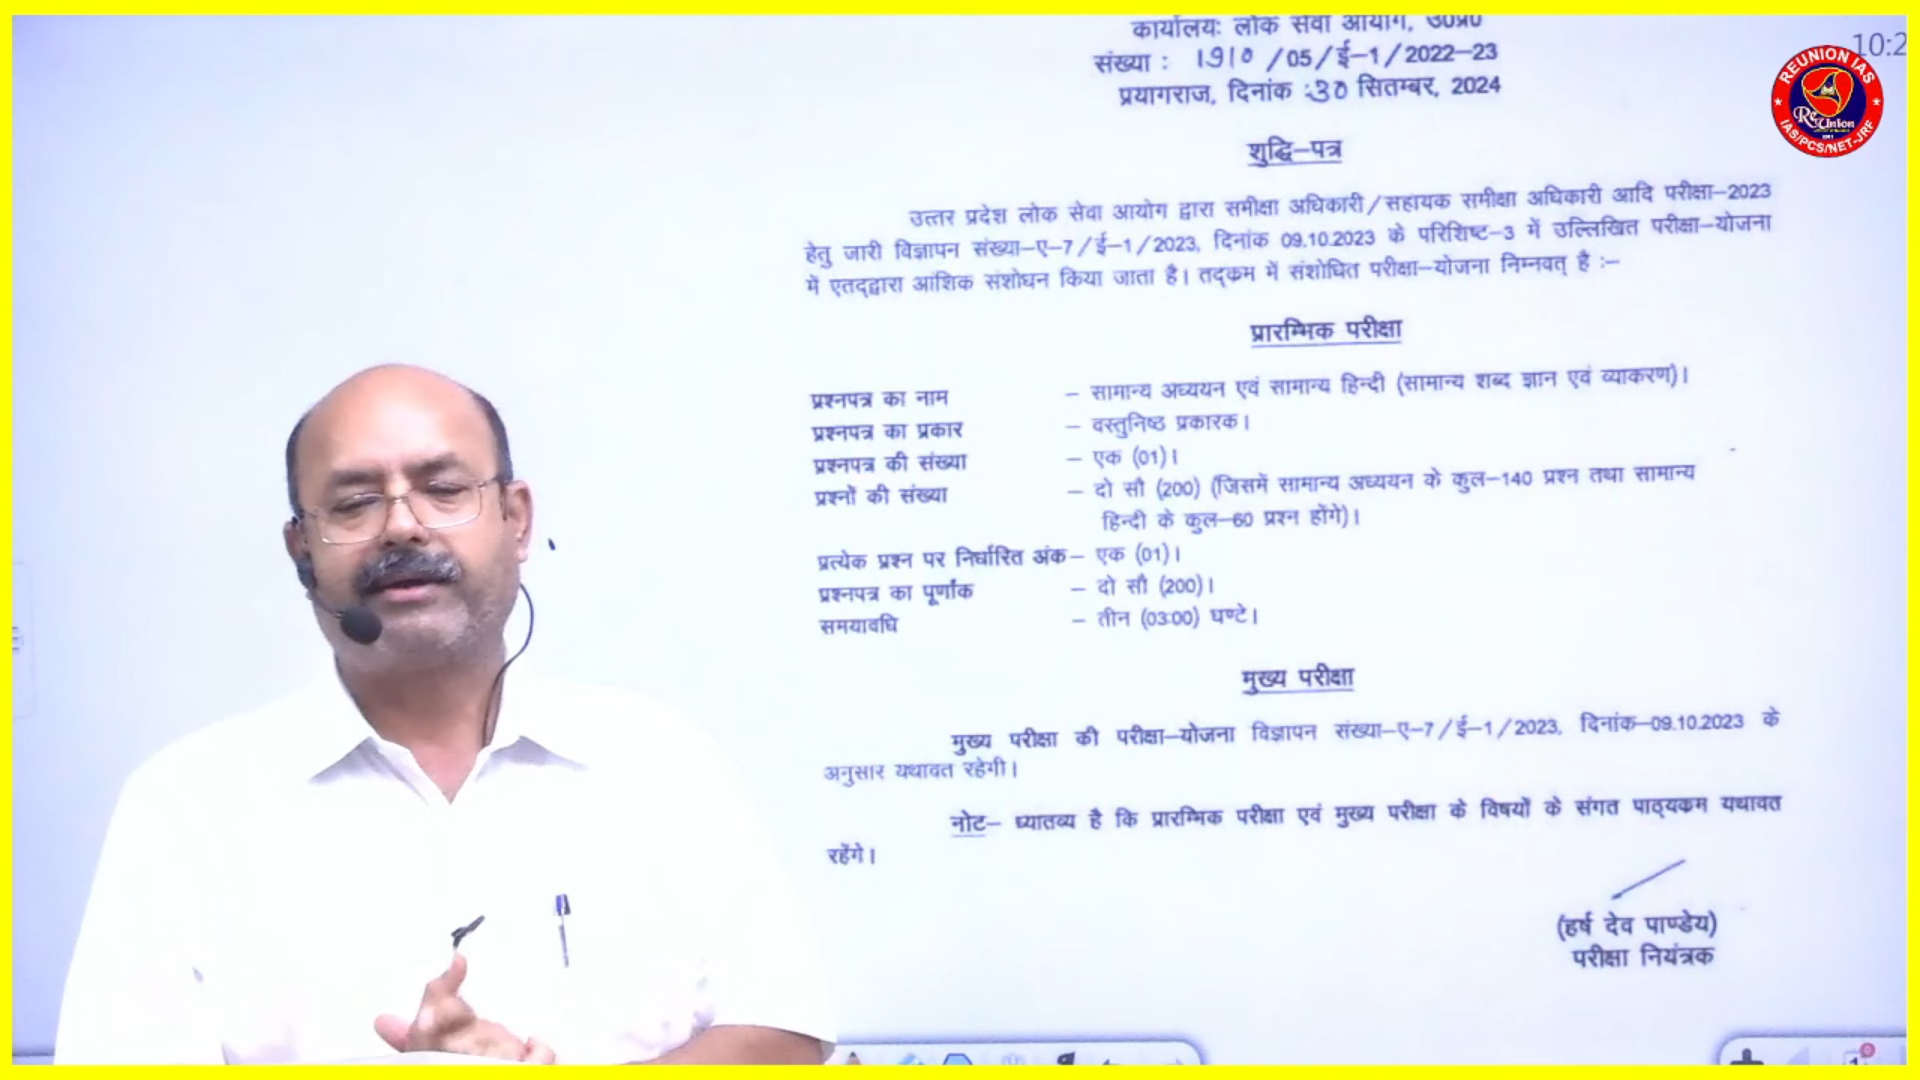 कार्यालयः लोक सेवा आयोग, उ0प्र0
संख्या : 1910 /05/ई–1/2022–23
प्रयागराज, दिनांक :30 सितम्बर, 2024
शुद्धि–पत्र
उत्तर प्रदेश लोक सेवा आयोग द्वारा समीक्षा अधिकारी/सहायक समीक्षा अधिकारी आदि परीक्षा–2023
हेतु जारी विज्ञापन संख्या–ए–7/ई–1/2023, दिनांक 09.10.2023 के परिशिष्ट–3 में उल्लिखित परीक्षा–योजना
में एतद्द्वारा आंशिक संशोधन किया जाता है। तद्क्रम में संशोधित परीक्षा–योजना निम्नवत् है :–
प्रारम्भिक परीक्षा
प्रश्नपत्र का नाम – सामान्य अध्ययन एवं सामान्य हिन्दी (सामान्य शब्द ज्ञान एवं व्याकरण)।
प्रश्नपत्र का प्रकार – वस्तुनिष्ठ प्रकारक।
प्रश्नपत्र की संख्या – एक (01)।
प्रश्नों की संख्या – दो सौ (200) (जिसमें सामान्य अध्ययन के कुल–140 प्रश्न तथा सामान्य
हिन्दी के कुल–60 प्रश्न होंगे)।
प्रत्येक प्रश्न पर निर्धारित अंक– एक (01)।
प्रश्नपत्र का पूर्णांक – दो सौ (200)।
समयावधि – तीन (03:00) घण्टे।
मुख्य परीक्षा
मुख्य परीक्षा की परीक्षा–योजना विज्ञापन संख्या–ए–7/ई–1/2023, दिनांक–09.10.2023 के
अनुसार यथावत रहेगी।
नोट– ध्यातव्य है कि प्रारम्भिक परीक्षा एवं मुख्य परीक्षा के विषयों के संगत पाठ्यक्रम यथावत
रहेंगे।
(हर्ष देव पाण्डेय)
परीक्षा नियंत्रक
10:2
REUNION IAS
ReUnion
IAS/PCS/NET-JRF